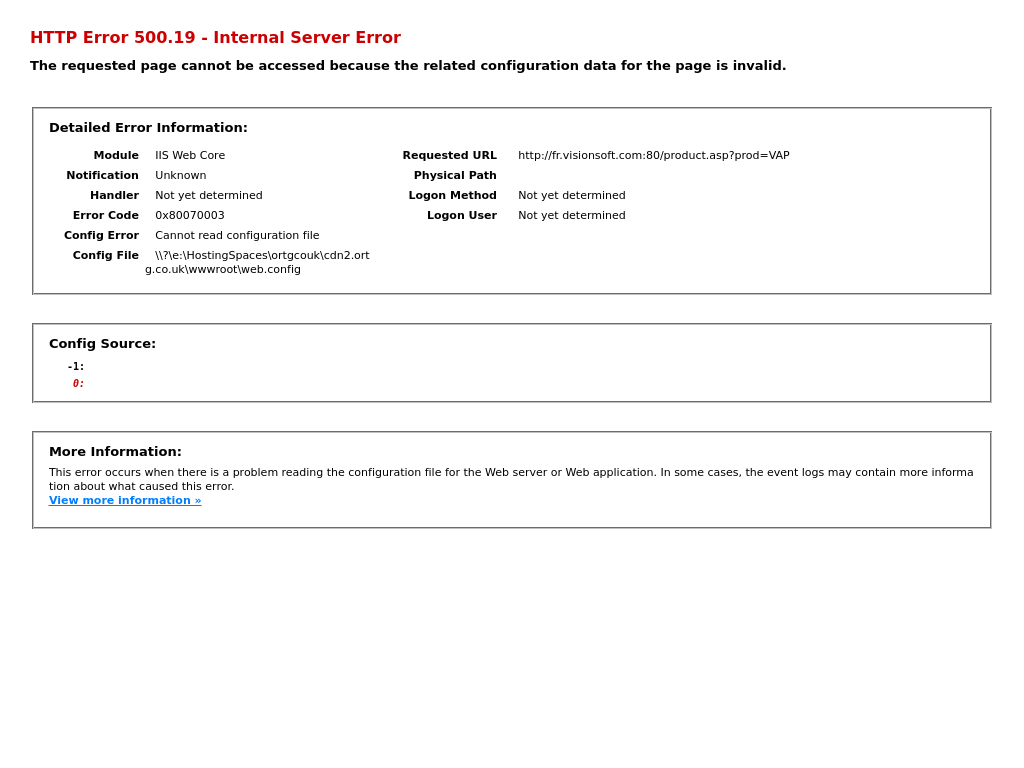 HTTP Error 500.19 - Internal Server Error
The requested page cannot be accessed because the related configuration data for the page is invalid.
Detailed Error Information:
Module IIS Web Core
Notification Unknown
Handler Not yet determined
Error Code 0x80070003
Config Error Cannot read configuration file
Config File \\?\e:\HostingSpaces\ortgcouk\cdn2.ort
g.co.uk\wwwroot\web.config
Requested URL http://fr.visionsoft.com:80/product.asp?prod=VAP
Physical Path
Logon Method Not yet determined
Logon User Not yet determined
Config Source:
-1:
0:
More Information:
This error occurs when there is a problem reading the configuration file for the Web server or Web application. In some cases, the event logs may contain more informa
tion about what caused this error.
View more information »